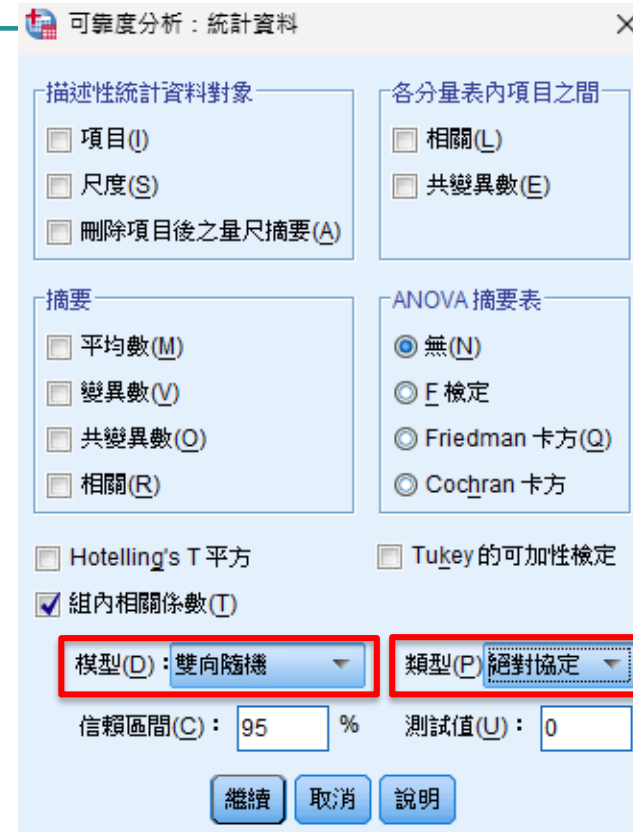 可靠度分析：統計資料
描述性統計資料對象
項目(I)
尺度(S)
刪除項目後之量尺摘要(A)
各分量表內項目之間
相關(L)
共變異數(E)
摘要
平均數(M)
變異數(V)
共變異數(O)
相關(R)
ANOVA 摘要表
無(N)
F 檢定
Friedman 卡方(Q)
Cochran 卡方
Hotelling's T 平方
Tukey 的可加性檢定
組內相關係數(T)
模型(D)：雙向隨機
類型(P) 絕對協定
信賴區間(C)： 95 %
測試值(U)： 0
繼續 取消 說明